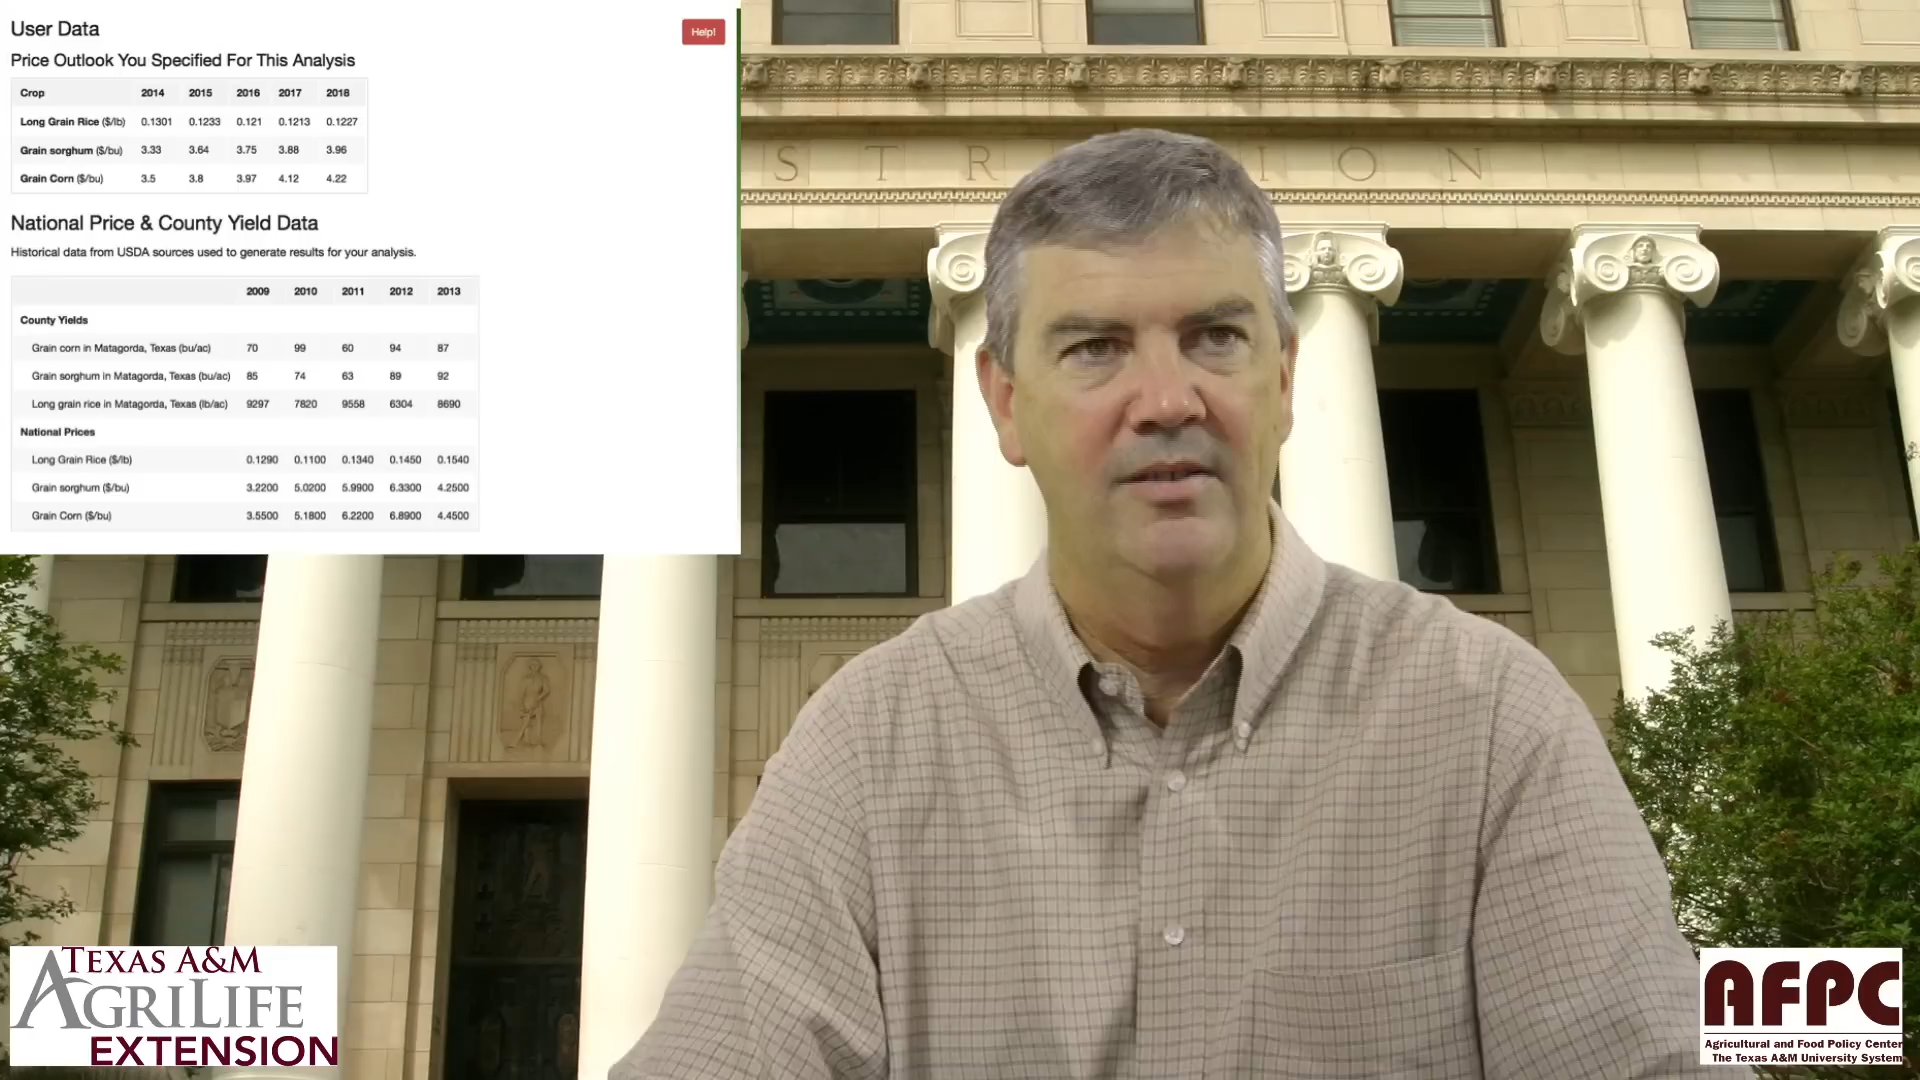 User Data
Help!
Price Outlook You Specified For This Analysis
Crop 2014 2015 2016 2017 2018
Long Grain Rice ($/lb) 0.1301 0.1233 0.121 0.1213 0.1227
Grain sorghum ($/bu) 3.33 3.64 3.75 3.88 3.96
Grain Corn ($/bu) 3.5 3.8 3.97 4.12 4.22
National Price & County Yield Data
Historical data from USDA sources used to generate results for your analysis.
2009 2010 2011 2012 2013
County Yields
Grain corn in Matagorda, Texas (bu/ac) 70 99 60 94 87
Grain sorghum in Matagorda, Texas (bu/ac) 85 74 63 89 92
Long grain rice in Matagorda, Texas (lb/ac) 9297 7820 9558 6304 8690
National Prices
Long Grain Rice ($/lb) 0.1290 0.1100 0.1340 0.1450 0.1540
Grain sorghum ($/bu) 3.2200 5.0200 5.9900 6.3300 4.2500
Grain Corn ($/bu) 3.5500 5.1800 6.2200 6.8900 4.4500
STR ION
TEXAS A&M
AGRILIFE
EXTENSION
AFPC
Agricultural and Food Policy Center
The Texas A&M University System